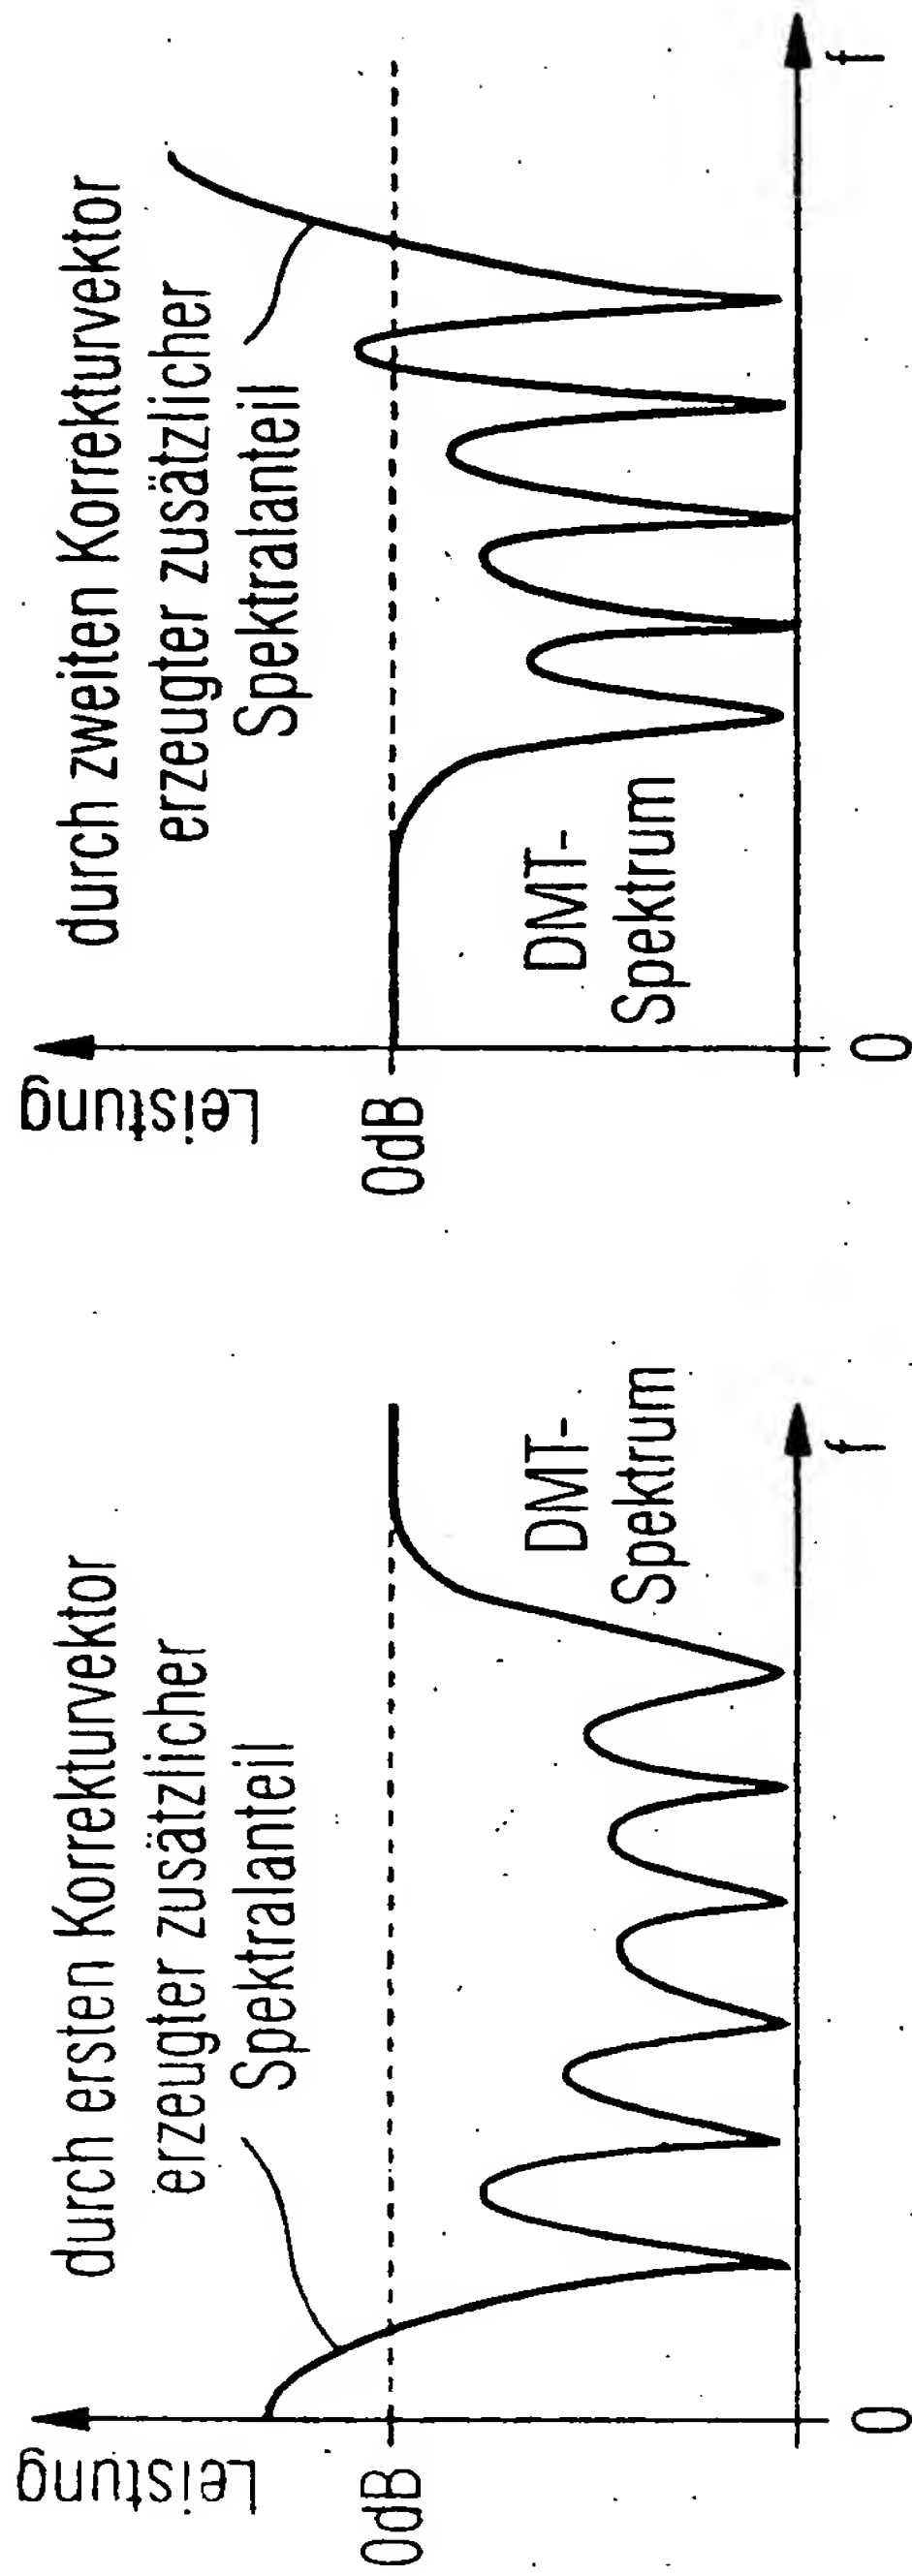 Leistung
durch ersten Korrekturvektor
erzeugter zusätzlicher
Spektralanteil
0dB
DMT-
Spektrum
0
f
Leistung
durch zweiten Korrekturvektor
erzeugter zusätzlicher
Spektralanteil
0dB
DMT-
Spektrum
0
f